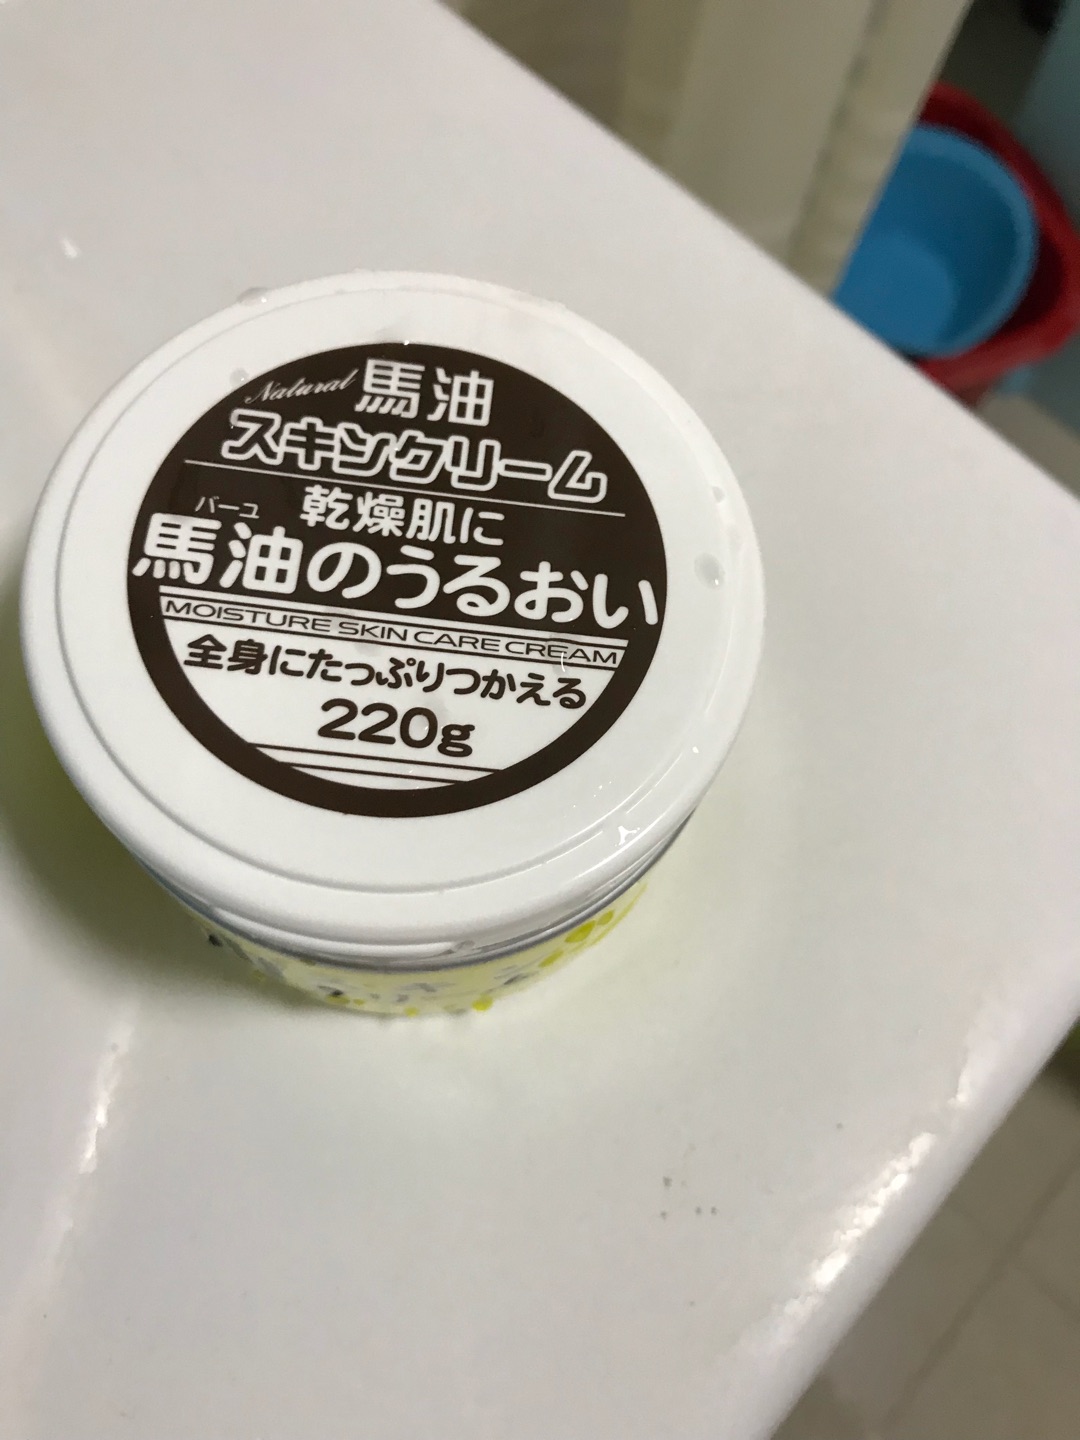 Natural 馬油
スキンクリーム
乾燥肌に
バーユ
馬油のうるおい
MOISTURE SKIN CARE CREAM
全身にたっぷりつかえる
220g